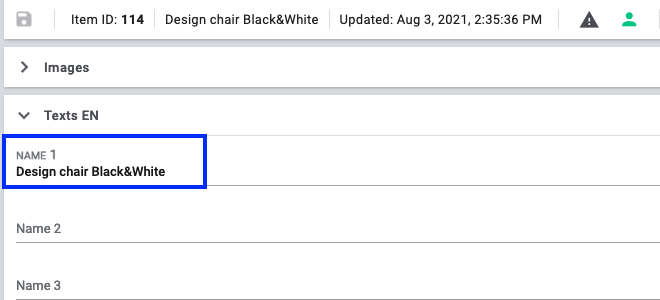 Item ID: 114 Design chair Black&White Updated: Aug 3, 2021, 2:35:36 PM
Images
Texts EN
NAME 1
Design chair Black&White
Name 2
Name 3